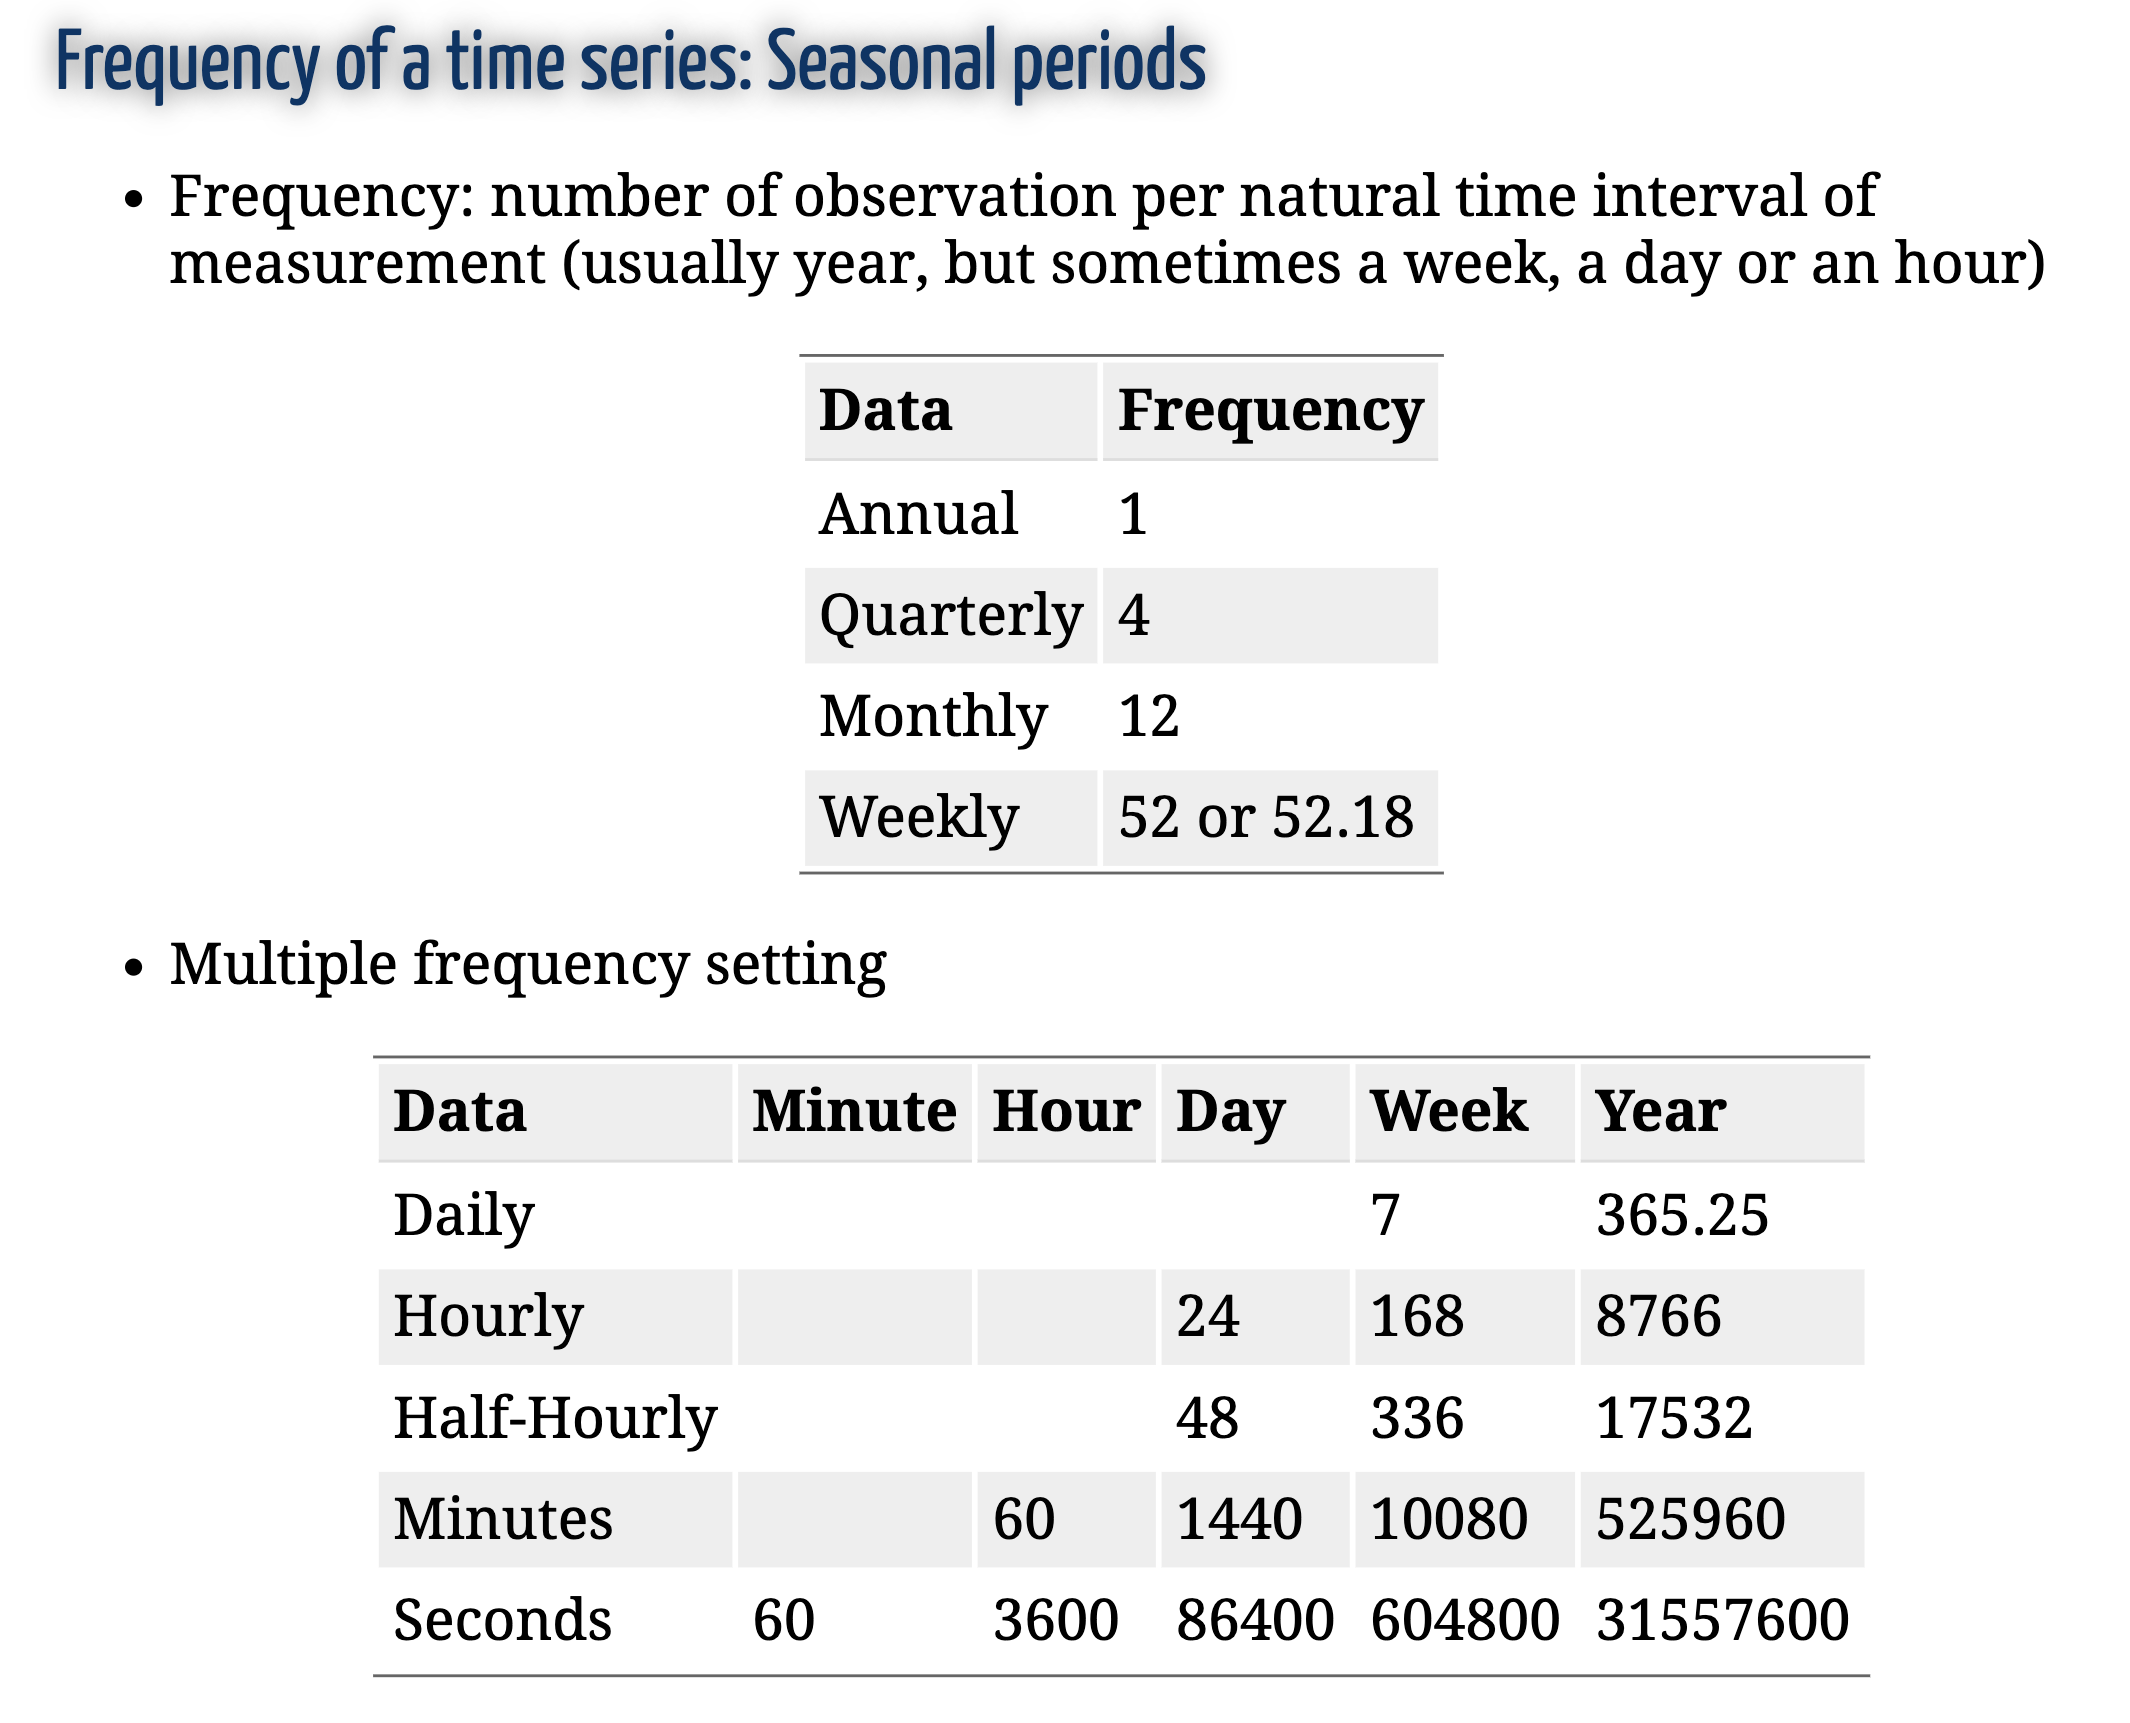 Frequency of a time series: Seasonal periods
• Frequency: number of observation per natural time interval of
measurement (usually year, but sometimes a week, a day or an hour)
Data Frequency
Annual 1
Quarterly 4
Monthly 12
Weekly 52 or 52.18
• Multiple frequency setting
Data Minute Hour Day Week Year
Daily 7 365.25
Hourly 24 168 8766
Half-Hourly 48 336 17532
Minutes 60 1440 10080 525960
Seconds 60 3600 86400 604800 31557600